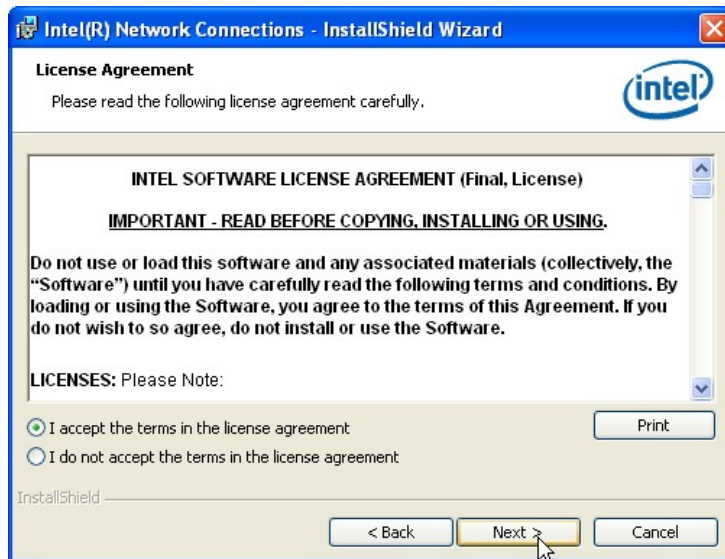 Intel(R) Network Connections - InstallShield Wizard
License Agreement
Please read the following license agreement carefully.
intel
INTEL SOFTWARE LICENSE AGREEMENT (Final, License)
IMPORTANT - READ BEFORE COPYING, INSTALLING OR USING.
Do not use or load this software and any associated materials (collectively, the
“Software”) until you have carefully read the following terms and conditions. By
loading or using the Software, you agree to the terms of this Agreement. If you
do not wish to so agree, do not install or use the Software.
LICENSES: Please Note:
I accept the terms in the license agreement
Print
I do not accept the terms in the license agreement
InstallShield
< Back
Next >
Cancel